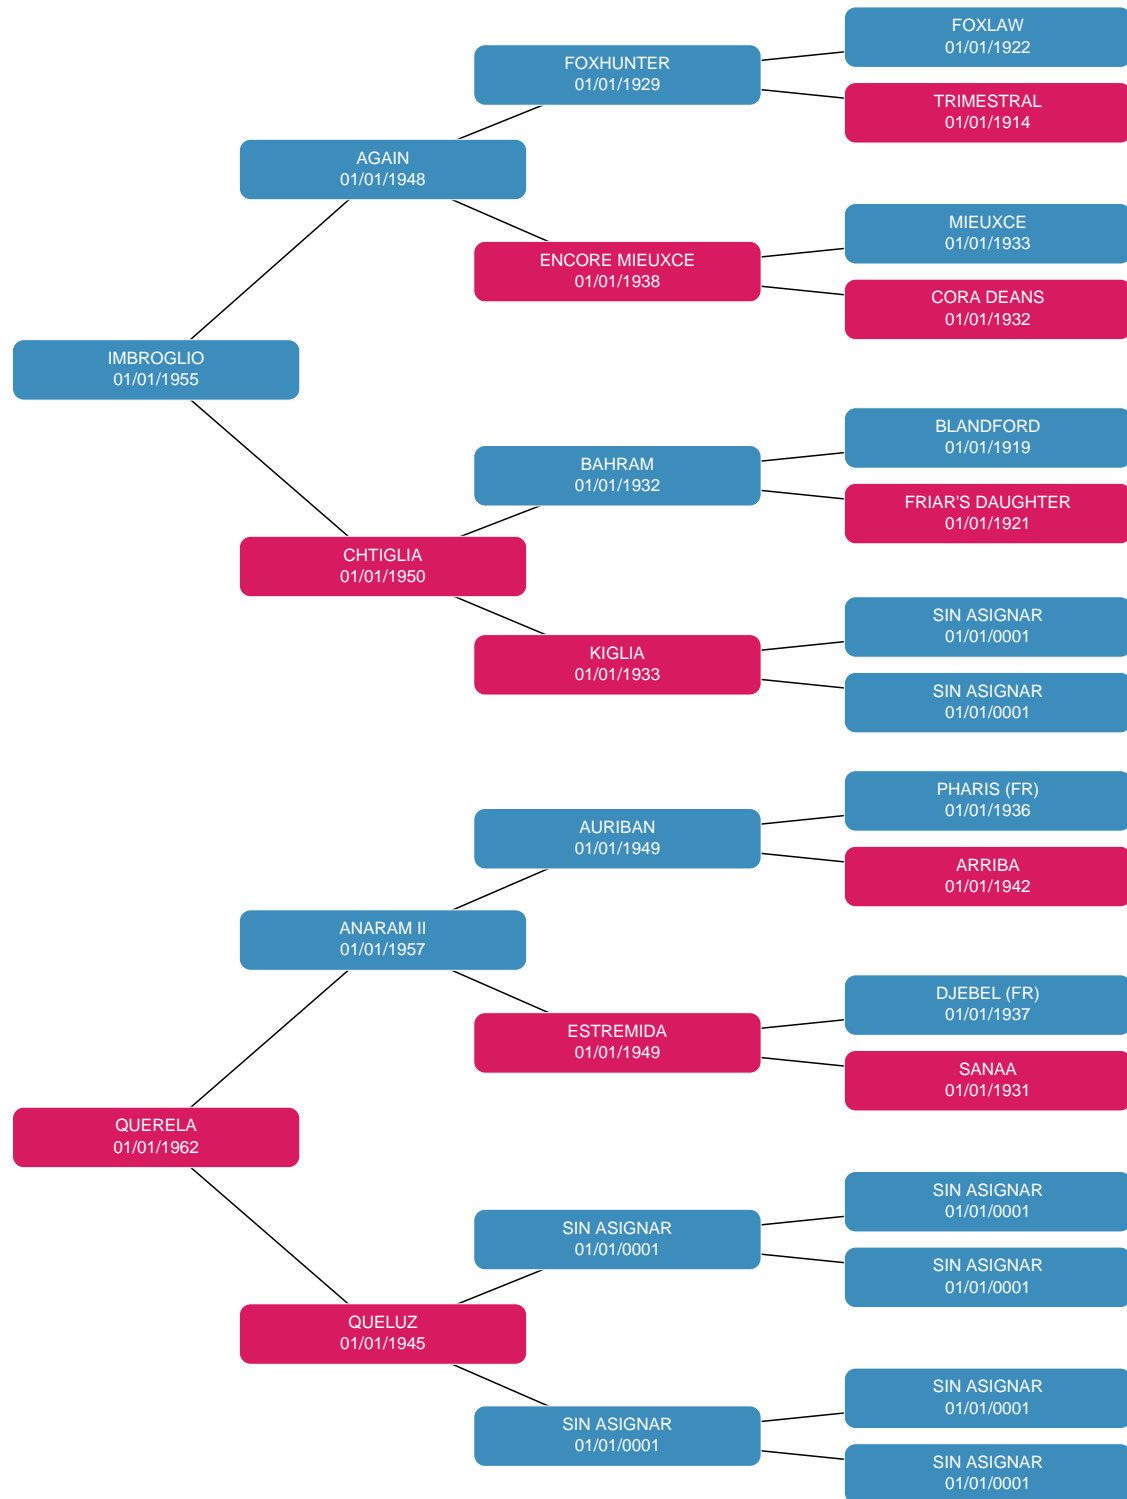 FOXLAW
01/01/1922
FOXHUNTER
01/01/1929
TRIMESTRAL
01/01/1914
AGAIN
01/01/1948
MIEUXCE
01/01/1933
ENCORE MIEUXCE
01/01/1938
CORA DEANS
01/01/1932
IMBROGLIO
01/01/1955
BLANDFORD
01/01/1919
BAHRAM
01/01/1932
FRIAR'S DAUGHTER
01/01/1921
CHTIGLIA
01/01/1950
SIN ASIGNAR
01/01/0001
KIGLIA
01/01/1933
SIN ASIGNAR
01/01/0001
PHARIS (FR)
01/01/1936
AURIBAN
01/01/1949
ARRIBA
01/01/1942
ANARAM II
01/01/1957
DJEBEL (FR)
01/01/1937
ESTREMIDA
01/01/1949
SANAA
01/01/1931
QUERELA
01/01/1962
SIN ASIGNAR
01/01/0001
SIN ASIGNAR
01/01/0001
SIN ASIGNAR
01/01/0001
QUELUZ
01/01/1945
SIN ASIGNAR
01/01/0001
SIN ASIGNAR
01/01/0001
SIN ASIGNAR
01/01/0001